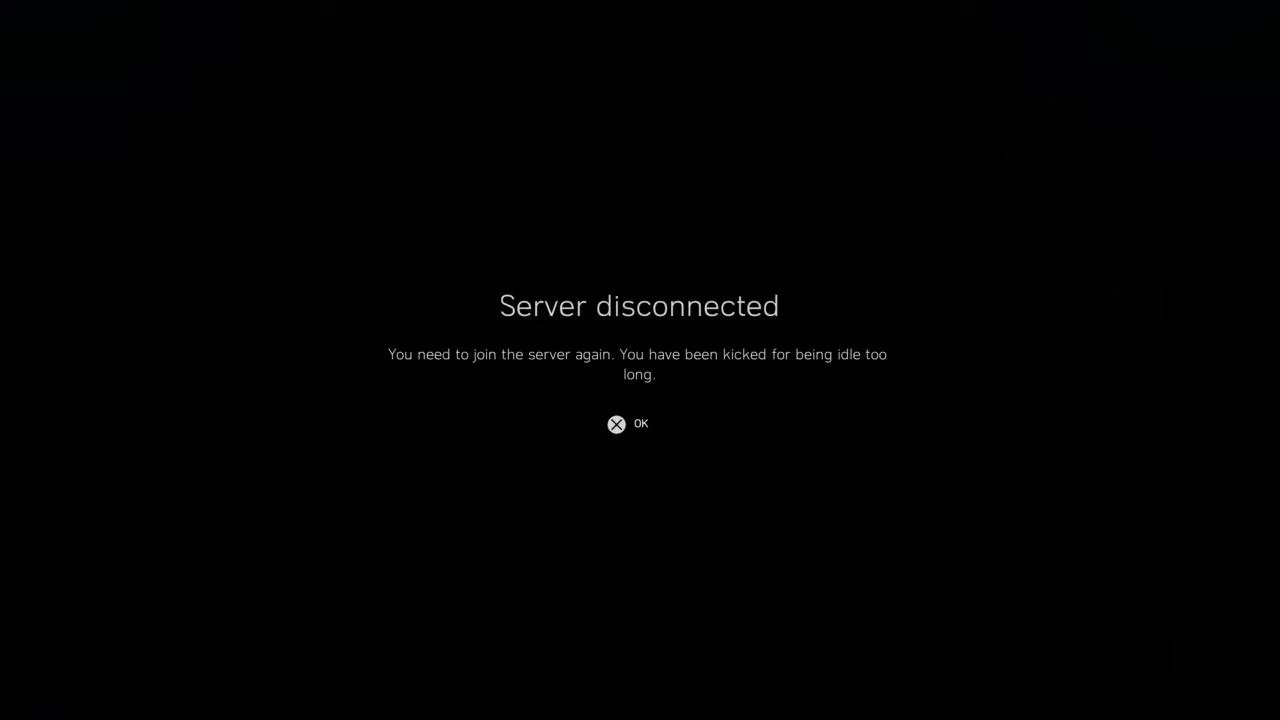 Server disconnected
You need to join the server again. You have been kicked for being idle too
long.
OK